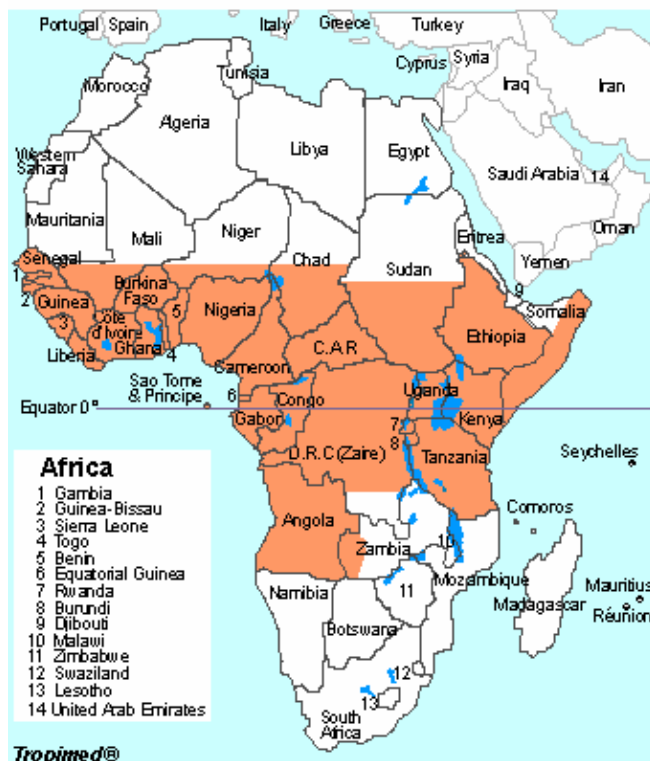 Portugal Spain Italy Greece Turkey
Cyprus Syria
Iraq Iran
Morocco Tunisia
Algeria Libya Egypt
Western
Sahara
Saudi Arabia 14
Mauritania Mali Niger Chad Sudan Eritrea Yemen Oman
Senegal
1
2
Guinea
3
Burkina
Faso
Côte
d'Ivoire
Ghana
Liberia
4
5
Nigeria
Cameroon
C.A.R
Ethiopia
9
Somalia
Sao Tome
& Principe
6
Equator 0°
Gabon
Congo
Uganda
Kenya
7
8
D.R.C(Zaire)
Tanzania
Seychelles
Comoros
Angola
Zambia
10
Mozambique
Madagascar
Mauritius
Réunion
Namibia
Botswana
11
12
13
South
Africa
Africa
1 Gambia
2 Guinea-Bissau
3 Sierra Leone
4 Togo
5 Benin
6 Equatorial Guinea
7 Rwanda
8 Burundi
9 Djibouti
10 Malawi
11 Zimbabwe
12 Swaziland
13 Lesotho
14 United Arab Emirates
Tropimed®